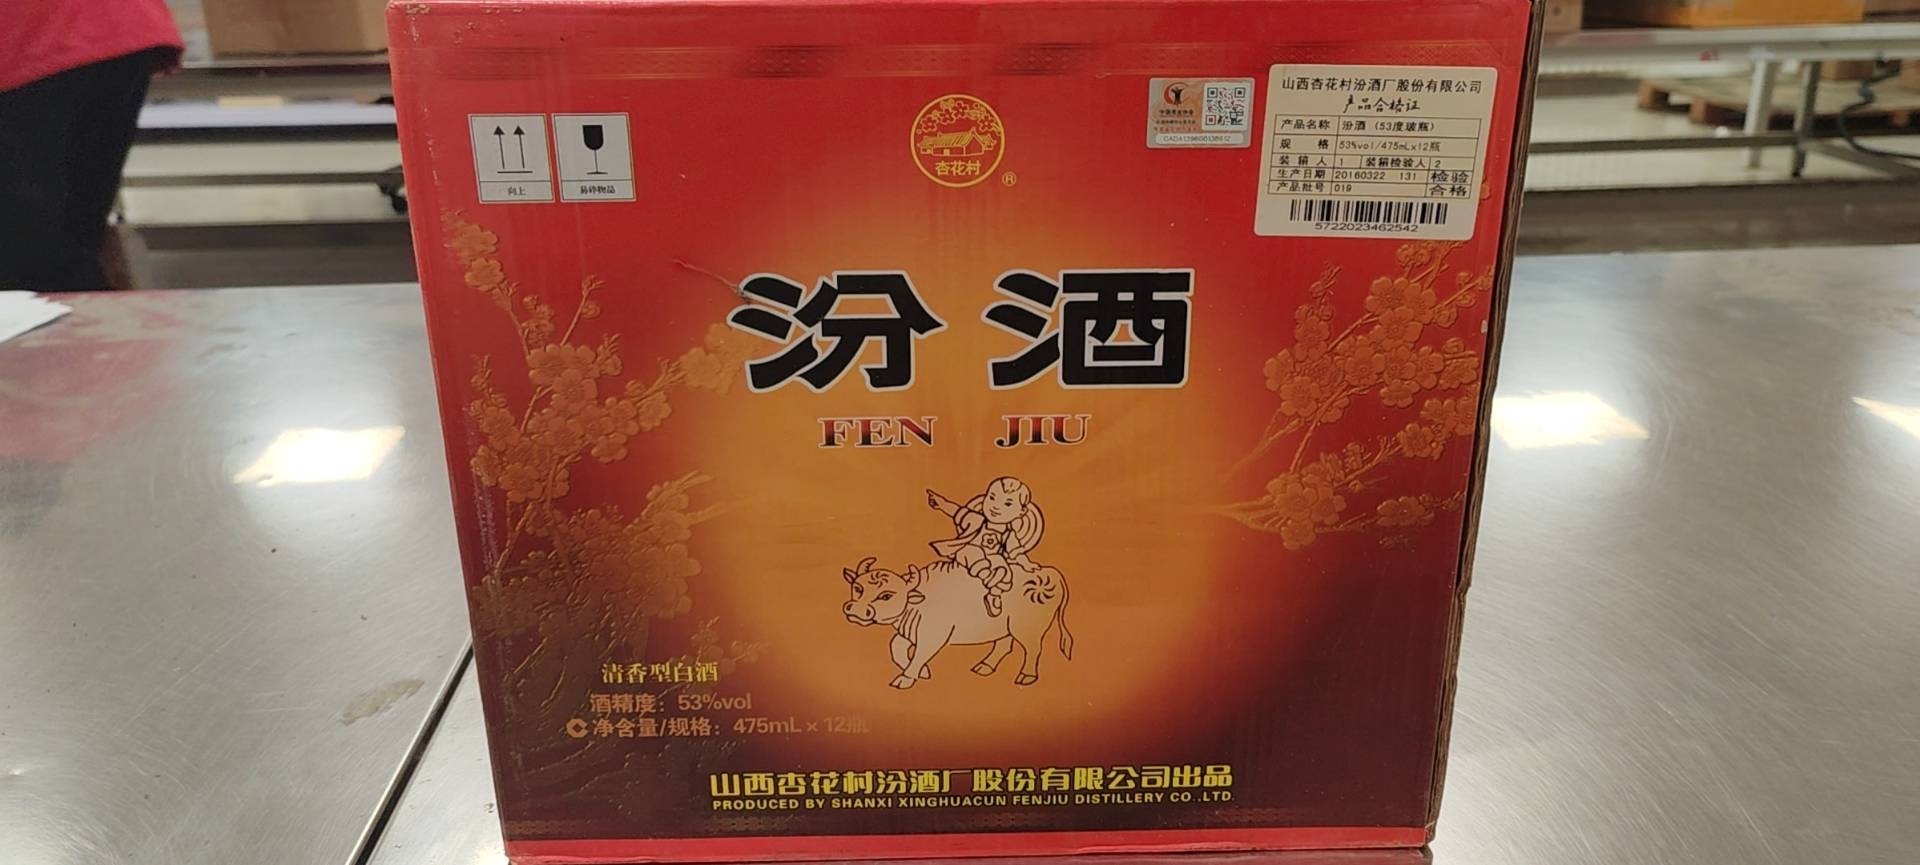 山西杏花村汾酒厂股份有限公司
产品合格证
产品名称 汾酒（53度玻瓶）
规 格 53%vol/475mL×12瓶
装箱人 1 装箱检验人 2
生产日期 20160322 131 检验
产品批号 019 合格
5722023462542
向上
易碎物品
杏花村
®
汾酒
FEN JIU
清香型白酒
酒精度：53%vol
净含量/规格：475mL×12瓶
山西杏花村汾酒厂股份有限公司出品
PRODUCED BY SHANXI XINGHUACUN FENJIU DISTILLERY CO.,LTD.